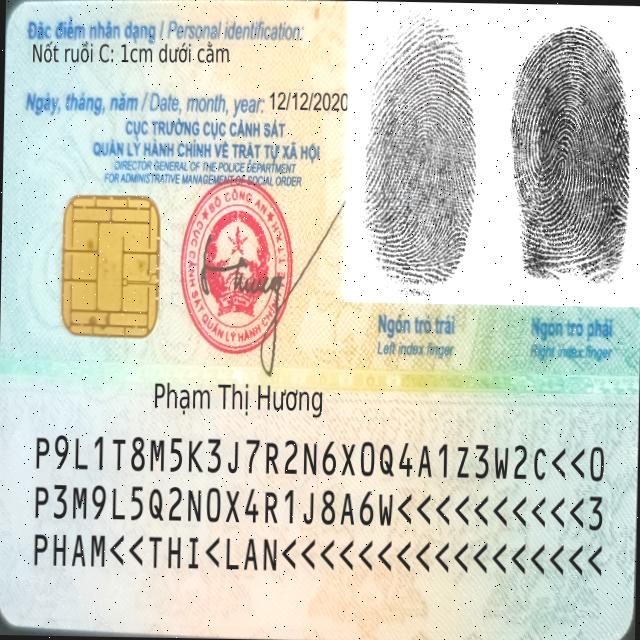 Đặc điểm nhân dạng / Personal identification:
Nốt ruồi C: 1cm dưới cằm
Ngày, tháng, năm / Date, month, year: 12/12/2020
CỤC TRƯỞNG CỤC CẢNH SÁT
QUẢN LÝ HÀNH CHÍNH VỀ TRẬT TỰ XÃ HỘI
DIRECTOR GENERAL OF THE POLICE DEPARTMENT
FOR ADMINISTRATIVE MANAGEMENT OF SOCIAL ORDER
BỘ CÔNG AN
CẢNH SÁT QUẢN LÝ HÀNH CHÍNH
Ngón trỏ trái
Left index finger
Ngón trỏ phải
Right index finger
Phạm Thị Hương
P9L1T8M5K3J7R2N6X0Q4A1Z3W2C<<0
P3M9L5Q2N0X4R1J8A6W<<<<<<<<<<3
PHAM<<THI<LAN<<<<<<<<<<<<<<<<<